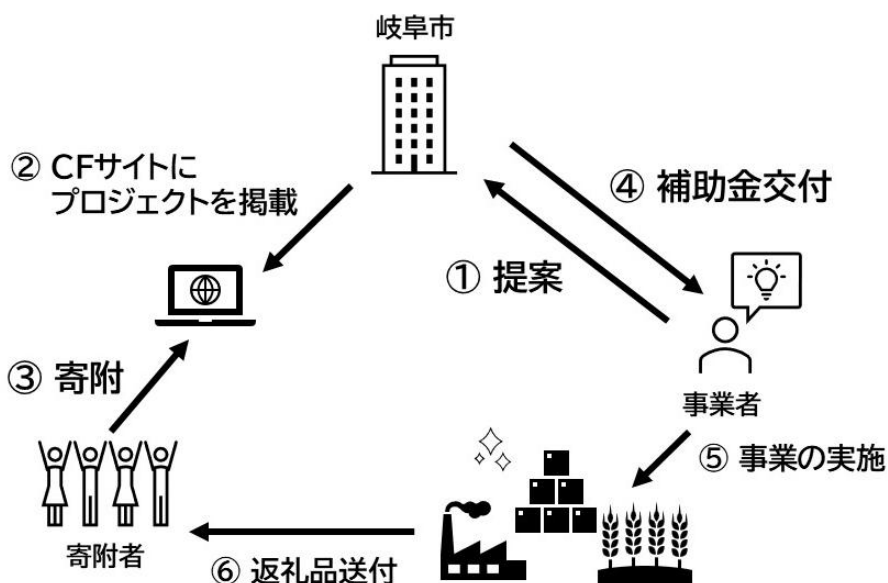 岐阜市
② CFサイトに
プロジェクトを掲載
④ 補助金交付
① 提案
③ 寄附
事業者
⑤ 事業の実施
寄附者
⑥ 返礼品送付